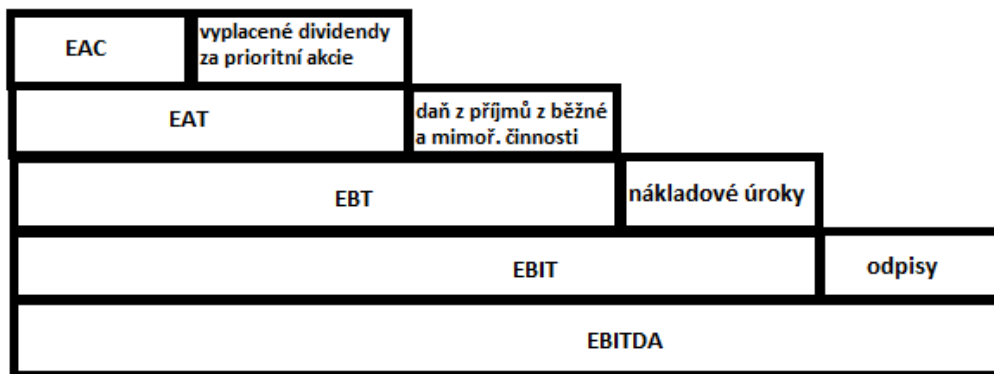 EAC
vyplacené dividendy
za prioritní akcie
EAT
daň z příjmů z běžné
a mimoř. činnosti
EBT
nákladové úroky
EBIT
odpisy
EBITDA